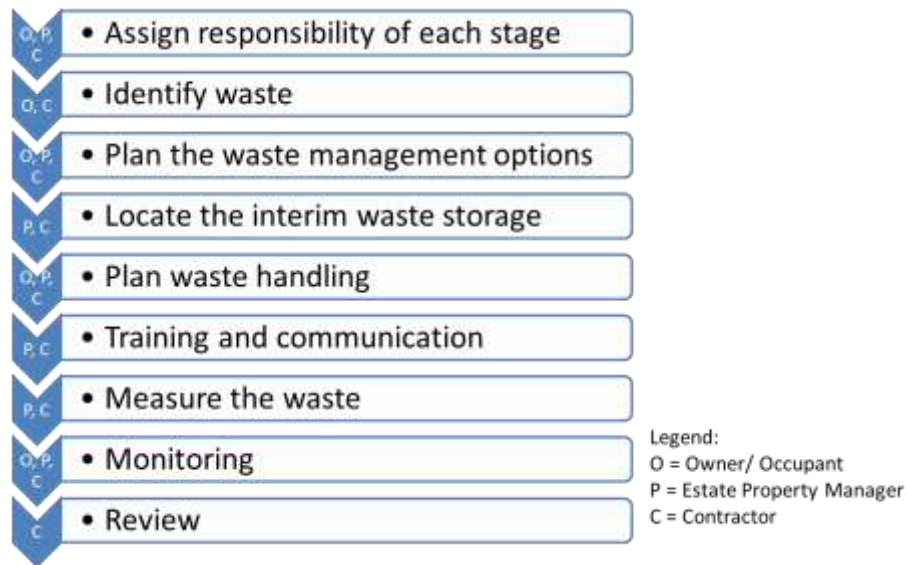 O, P,
C
• Assign responsibility of each stage
O, C
• Identify waste
O, P,
C
• Plan the waste management options
P, C
• Locate the interim waste storage
O, P,
C
• Plan waste handling
P, C
• Training and communication
P, C
• Measure the waste
O, P,
C
• Monitoring
C
• Review
Legend:
O = Owner/ Occupant
P = Estate Property Manager
C = Contractor